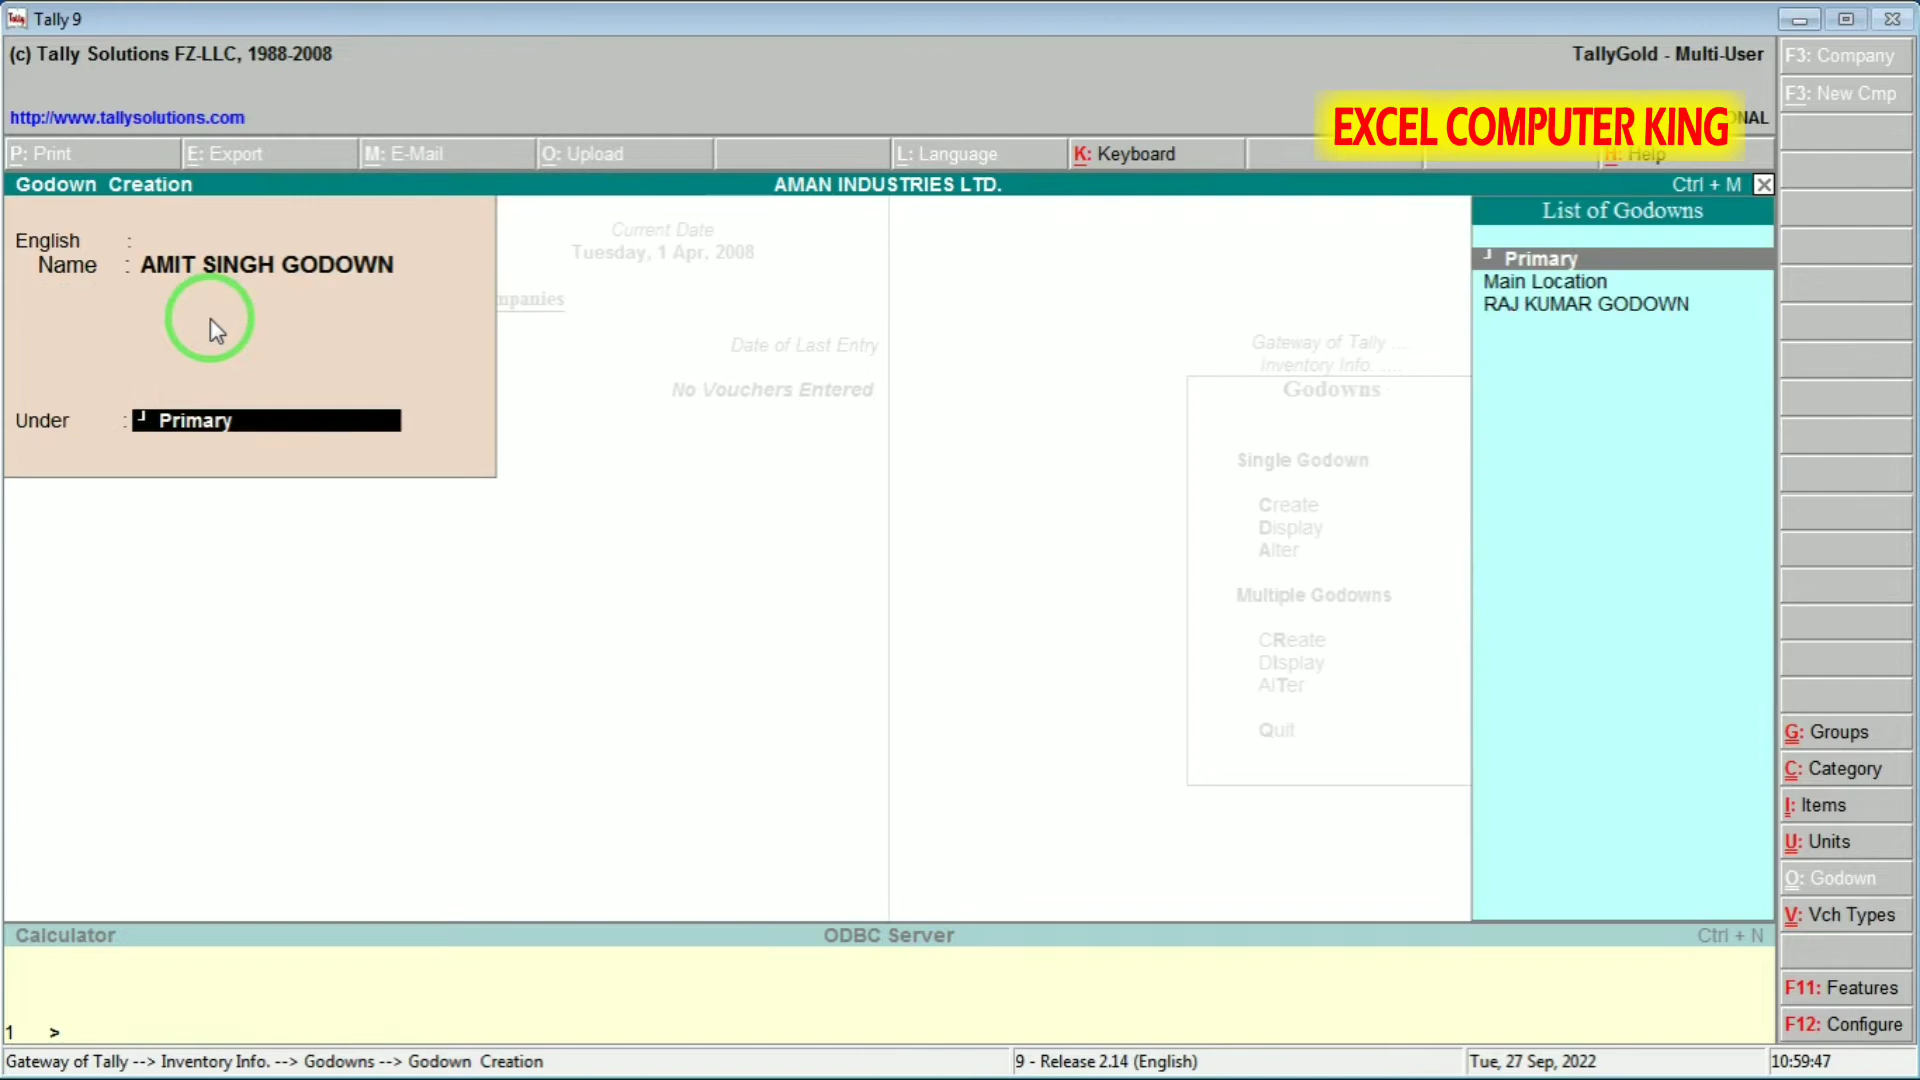 Tally 9
(c) Tally Solutions FZ-LLC, 1988-2008
TallyGold - Multi-User
F3: Company
F3: New Cmp
http://www.tallysolutions.com
EXCEL COMPUTER KING
P: Print
E: Export
M: E-Mail
O: Upload
L: Language
K: Keyboard
H: Help
Godown Creation
AMAN INDUSTRIES LTD.
Ctrl + M
List of Godowns
English :
Name : AMIT SINGH GODOWN
Under : ┘ Primary
Current Date
Tuesday, 1 Apr, 2008
Date of Last Entry
No Vouchers Entered
Gateway of Tally ...
Inventory Info. ....
Godowns
Single Godown
Create
Display
Alter
Multiple Godowns
CReate
DIsplay
AlTer
Quit
┘ Primary
Main Location
RAJ KUMAR GODOWN
G: Groups
C: Category
I: Items
U: Units
O: Godown
V: Vch Types
F11: Features
F12: Configure
Calculator
ODBC Server
Ctrl + N
1 >
Gateway of Tally --> Inventory Info. --> Godowns --> Godown Creation
9 - Release 2.14 (English)
Tue, 27 Sep, 2022
10:59:47